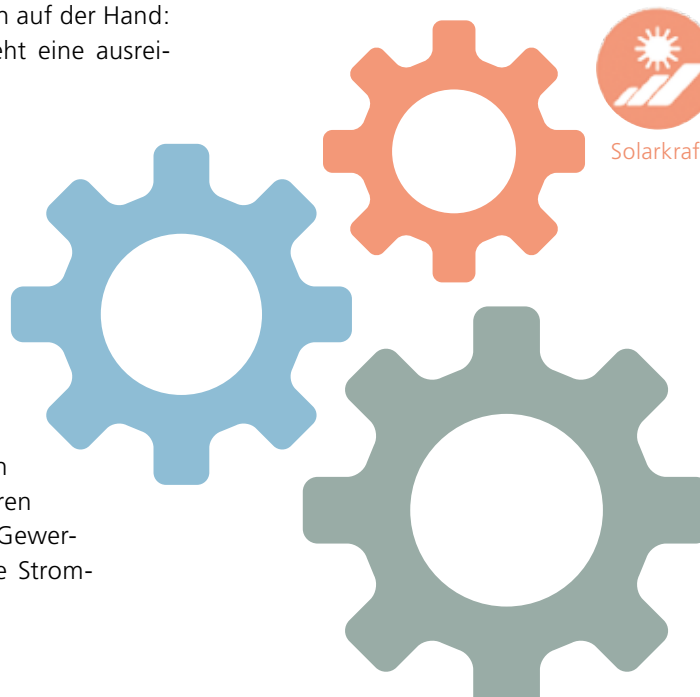 n auf der Hand:
eht eine ausrei-
Solarkraf
n
ren
Gewer-
e Strom-